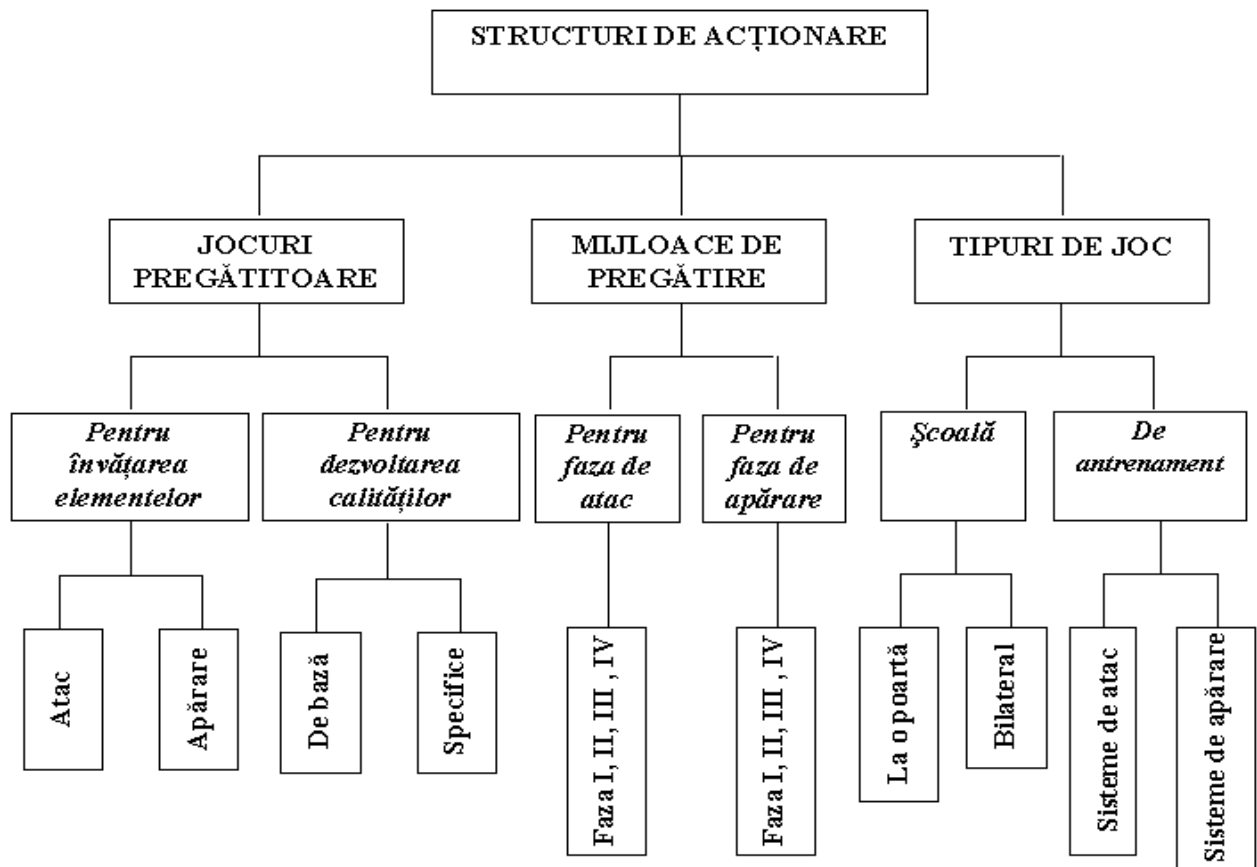 STRUCTURI DE ACȚIONARE
JOCURI
PREGĂTITOARE
MIJLOACE DE
PREGĂTIRE
TIPURI DE JOC
Pentru
învățarea
elementelor
Pentru
dezvoltarea
calităților
Pentru
faza de
atac
Pentru
faza de
apărare
Școală
De
antrenament
Atac
Apărare
De bază
Specifice
Faza I, II, III , IV
Faza I, II, III , IV
La o poartă
Bilateral
Sisteme de atac
Sisteme de apărare